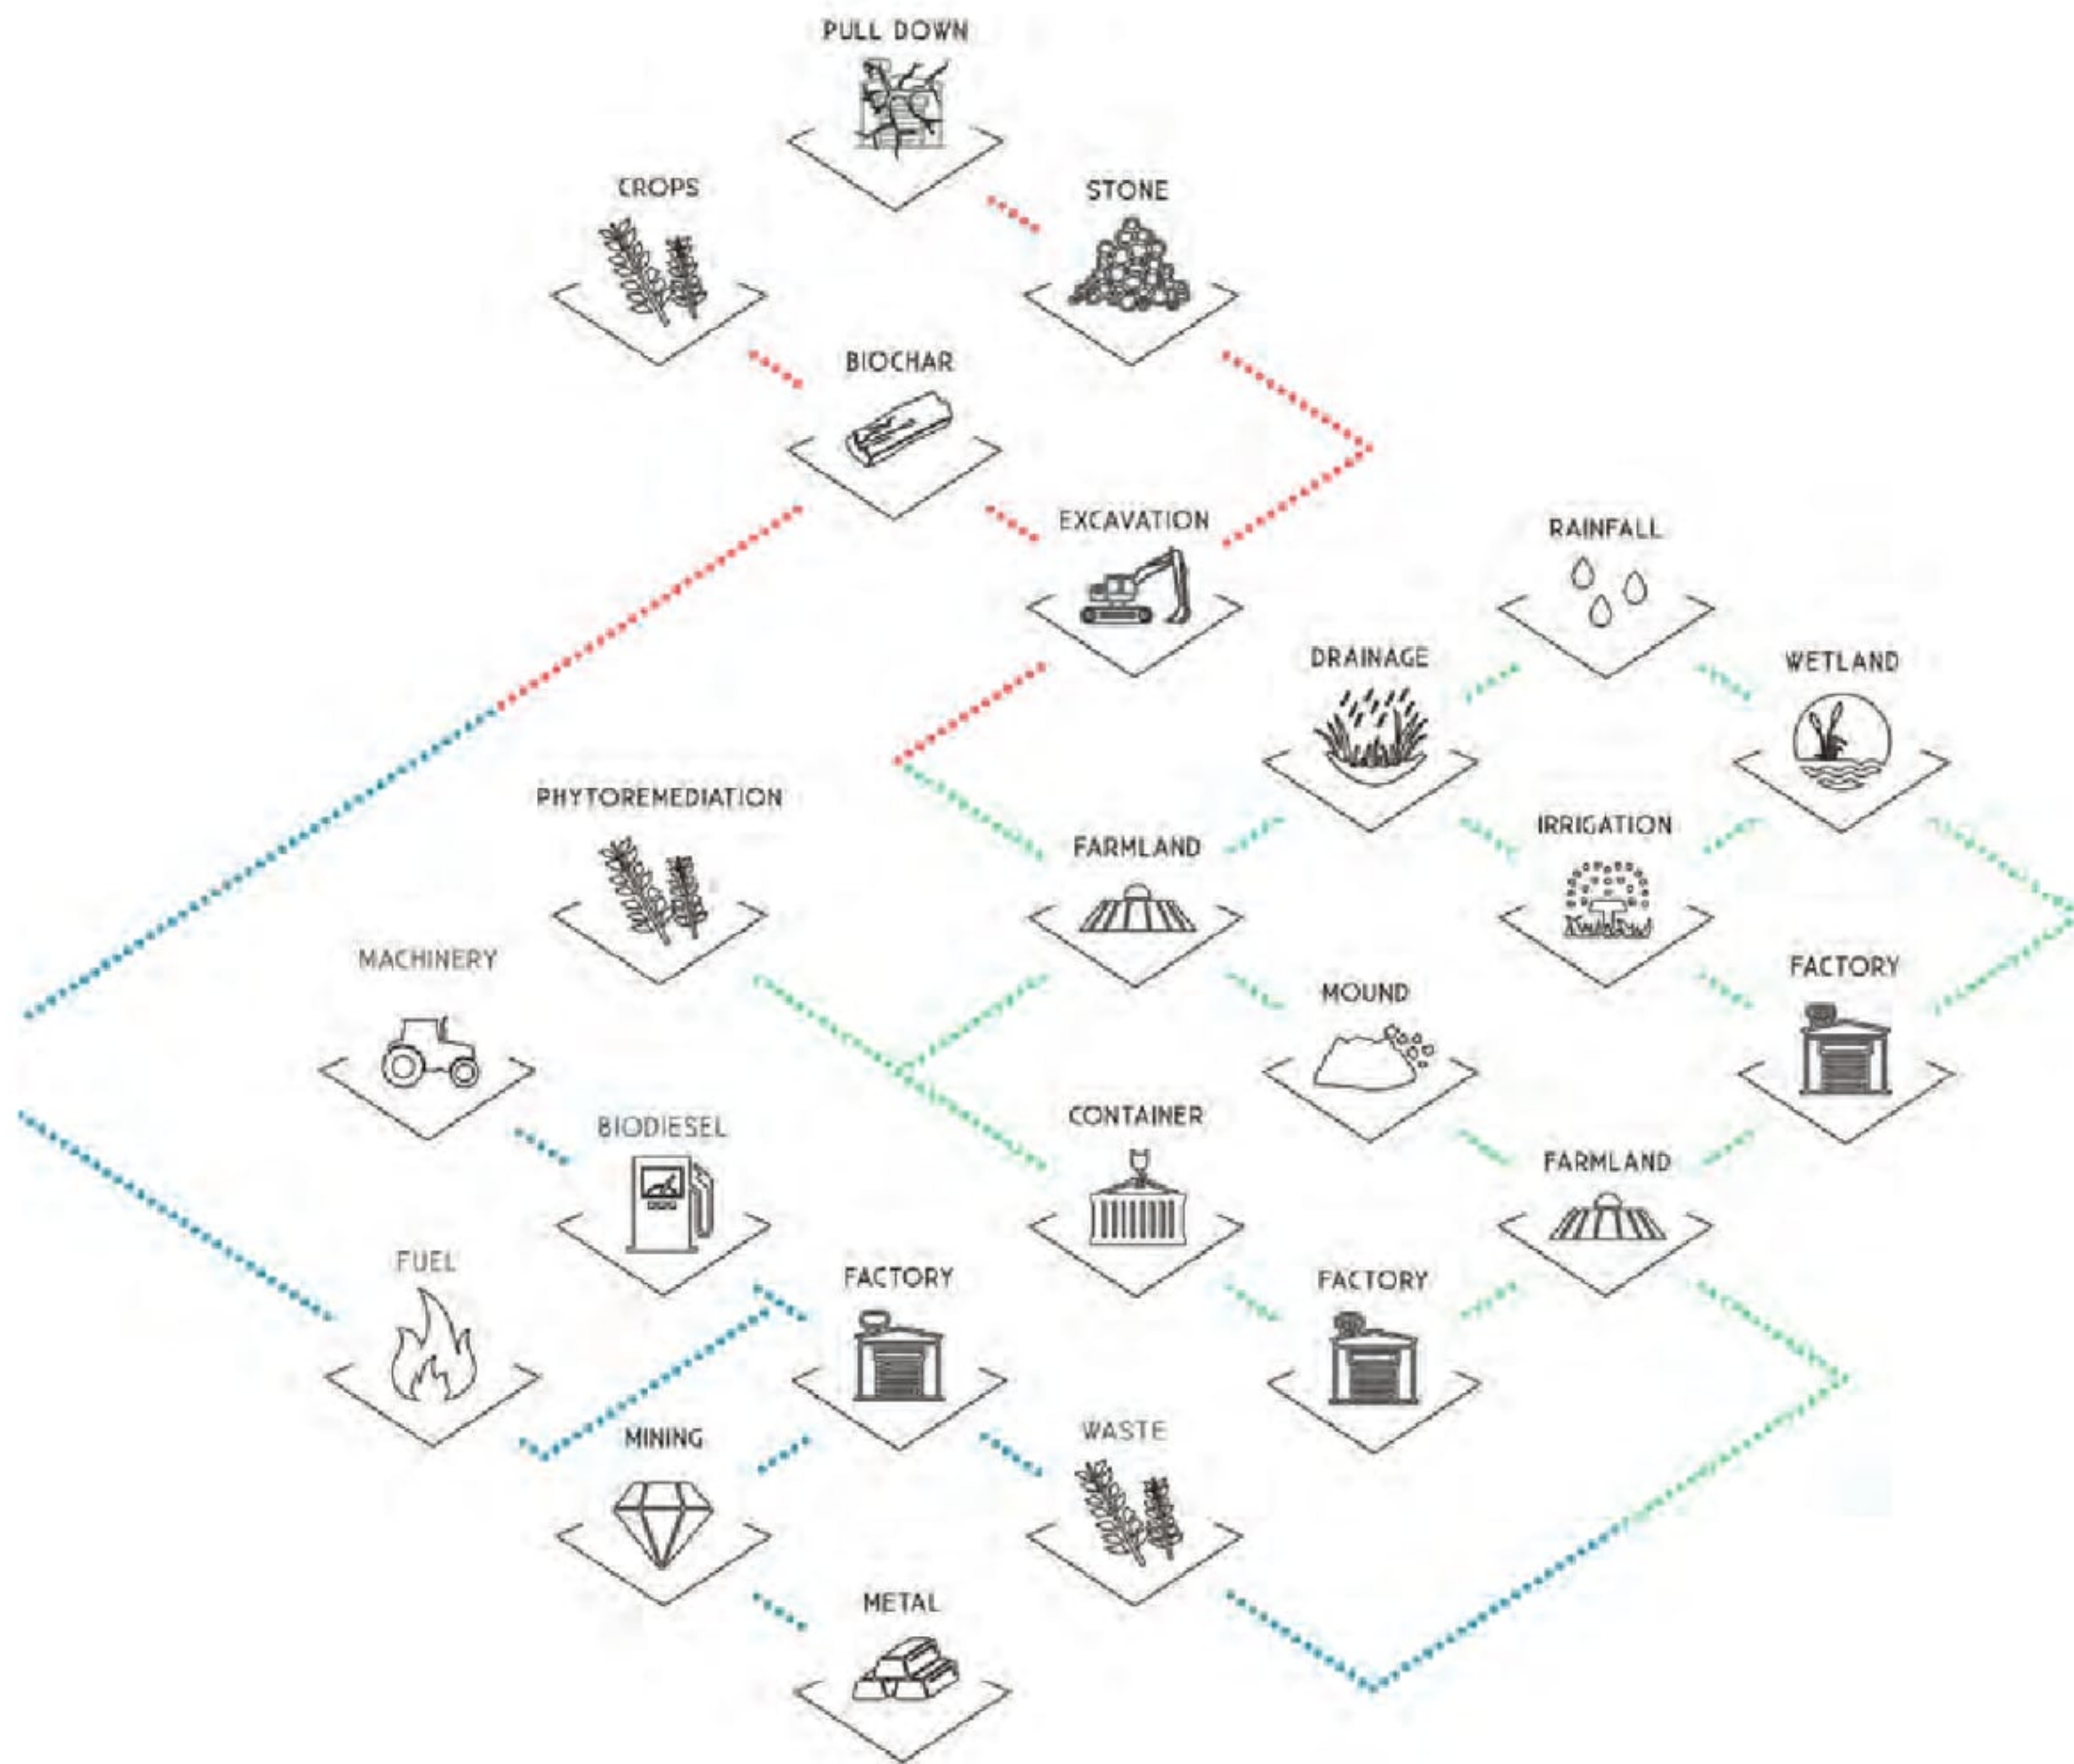 PULL DOWN
CROPS
STONE
BIOCHAR
EXCAVATION
RAINFALL
DRAINAGE
WETLAND
PHYTOREMEDIATION
FARMLAND
IRRIGATION
MACHINERY
FACTORY
MOUND
BIODIESEL
CONTAINER
FARMLAND
FUEL
FACTORY
FACTORY
MINING
WASTE
METAL